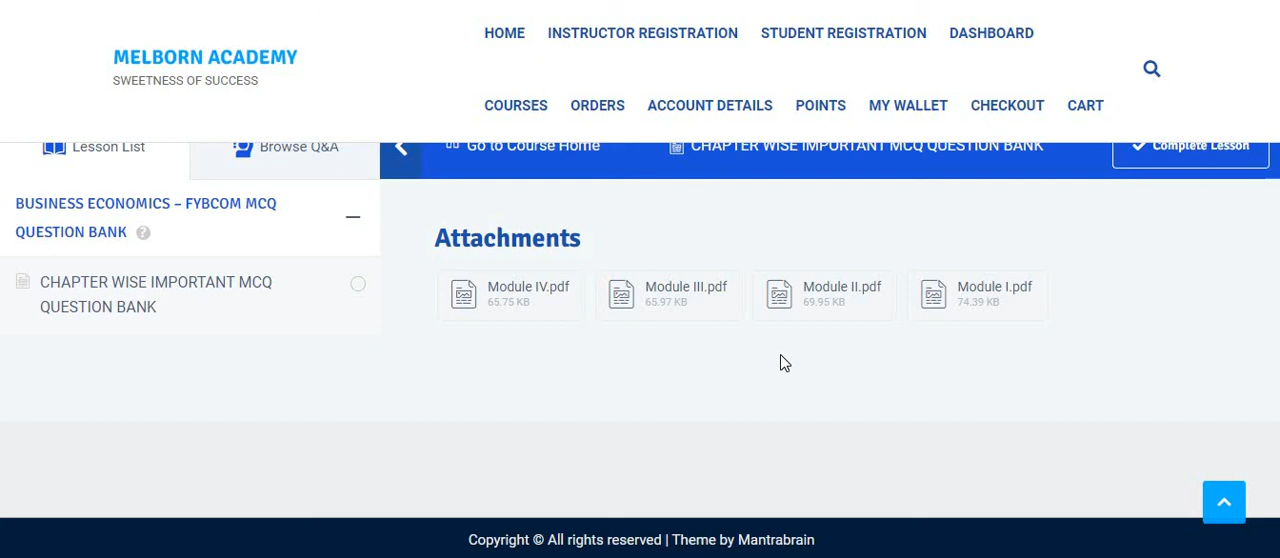 MELBORN ACADEMY
SWEETNESS OF SUCCESS
HOME INSTRUCTOR REGISTRATION STUDENT REGISTRATION DASHBOARD
COURSES ORDERS ACCOUNT DETAILS POINTS MY WALLET CHECKOUT CART
Lesson List Browse Q&A
Go to Course Home CHAPTER WISE IMPORTANT MCQ QUESTION BANK Complete Lesson
BUSINESS ECONOMICS – FYBCOM MCQ
QUESTION BANK ?
CHAPTER WISE IMPORTANT MCQ
QUESTION BANK
Attachments
Module IV.pdf
65.75 KB
Module III.pdf
65.97 KB
Module II.pdf
69.95 KB
Module I.pdf
74.39 KB
Copyright © All rights reserved | Theme by Mantrabrain